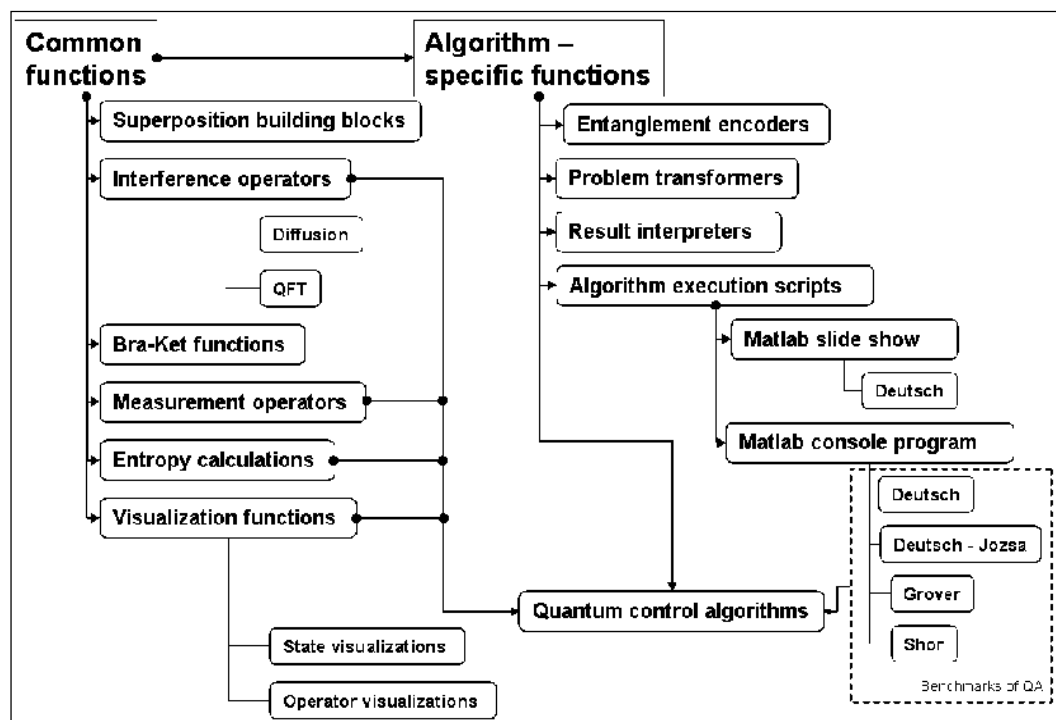 Common
functions
Algorithm –
specific functions
Superposition building blocks
Interference operators
Diffusion
QFT
Bra-Ket functions
Measurement operators
Entropy calculations
Visualization functions
State visualizations
Operator visualizations
Entanglement encoders
Problem transformers
Result interpreters
Algorithm execution scripts
Matlab slide show
Deutsch
Matlab console program
Deutsch
Deutsch - Jozsa
Grover
Shor
Benchmarks of QA
Quantum control algorithms